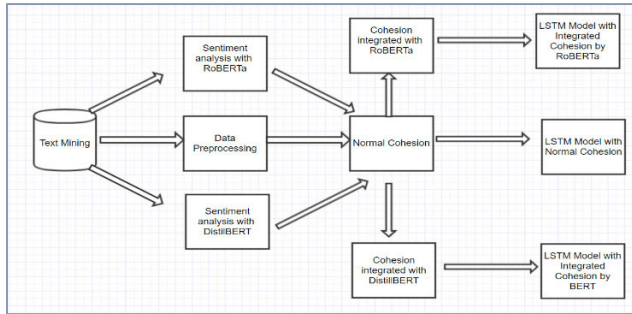 Text Mining
Sentiment
analysis with
RoBERTa
Data
Preprocessing
Sentiment
analysis with
DistilBERT
Cohesion
integrated with
RoBERTa
Normal Cohesion
Cohesion
integrated with
DistillBERT
LSTM Model with
Integrated
Cohesion by
RoBERTa
LSTM Model with
Normal Cohesion
LSTM Model with
Integrated
Cohesion by
BERT